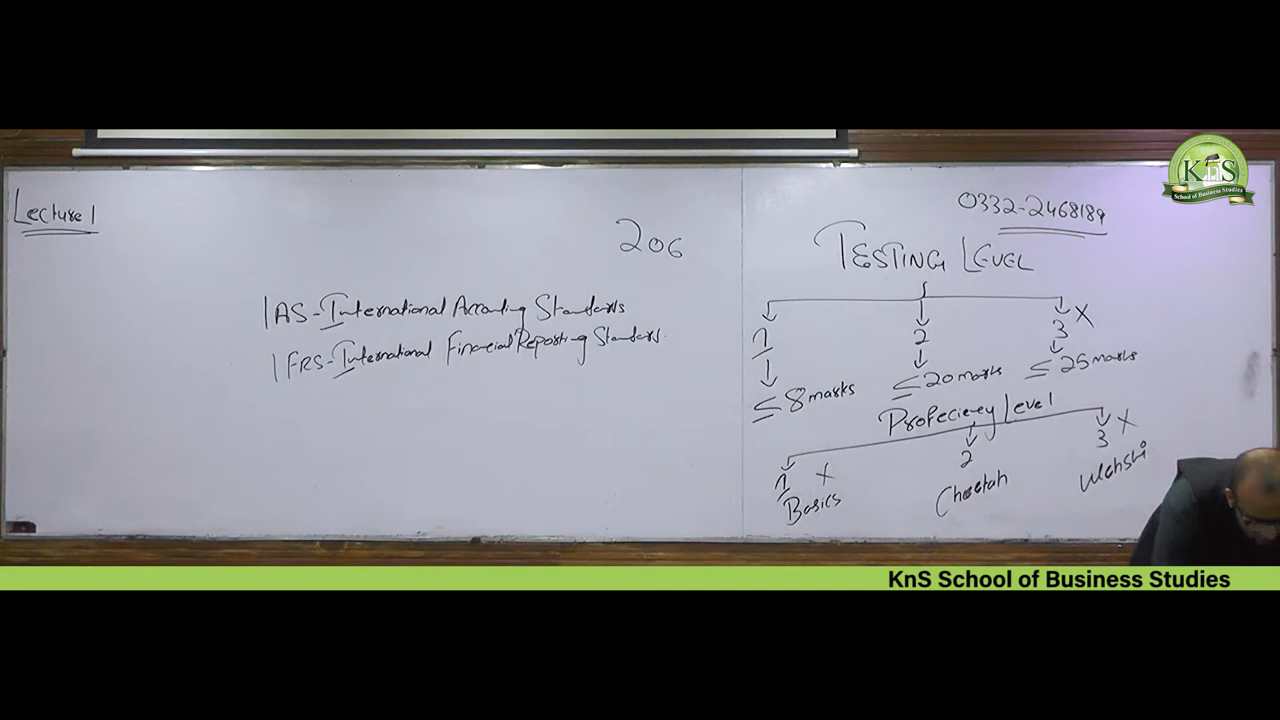 Lecture 1
206
IAS - International Accounting Standards
IFRS - International Financial Reporting Standards.
0332-2468189
TESTING LEVEL
1 2 3 X
≤ 8 marks ≤ 20 marks ≤ 25 marks
Profeciency Level
1 X 2 3 X
Basics Cheetah Wehshi
KnS
School of Business Studies
KnS School of Business Studies